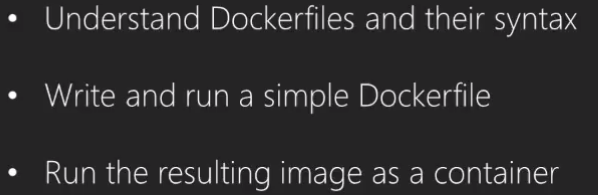 • Understand Dockerfiles and their syntax
• Write and run a simple Dockerfile
• Run the resulting image as a container